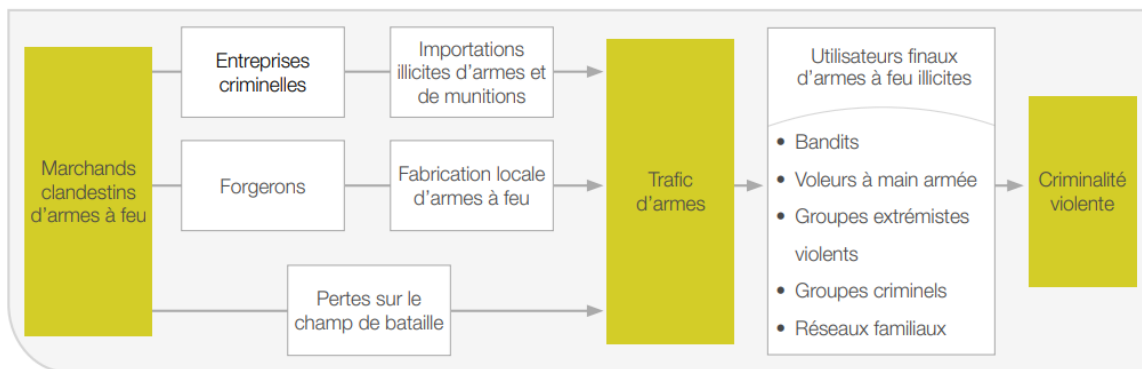 Marchands
clandestins
d'armes à feu
Entreprises
criminelles
Importations
illicites d'armes et
de munitions
Forgerons
Fabrication locale
d'armes à feu
Pertes sur le
champ de bataille
Trafic
d'armes
Utilisateurs finaux
d'armes à feu illicites
• Bandits
• Voleurs à main armée
• Groupes extrémistes
violents
• Groupes criminels
• Réseaux familiaux
Criminalité
violente